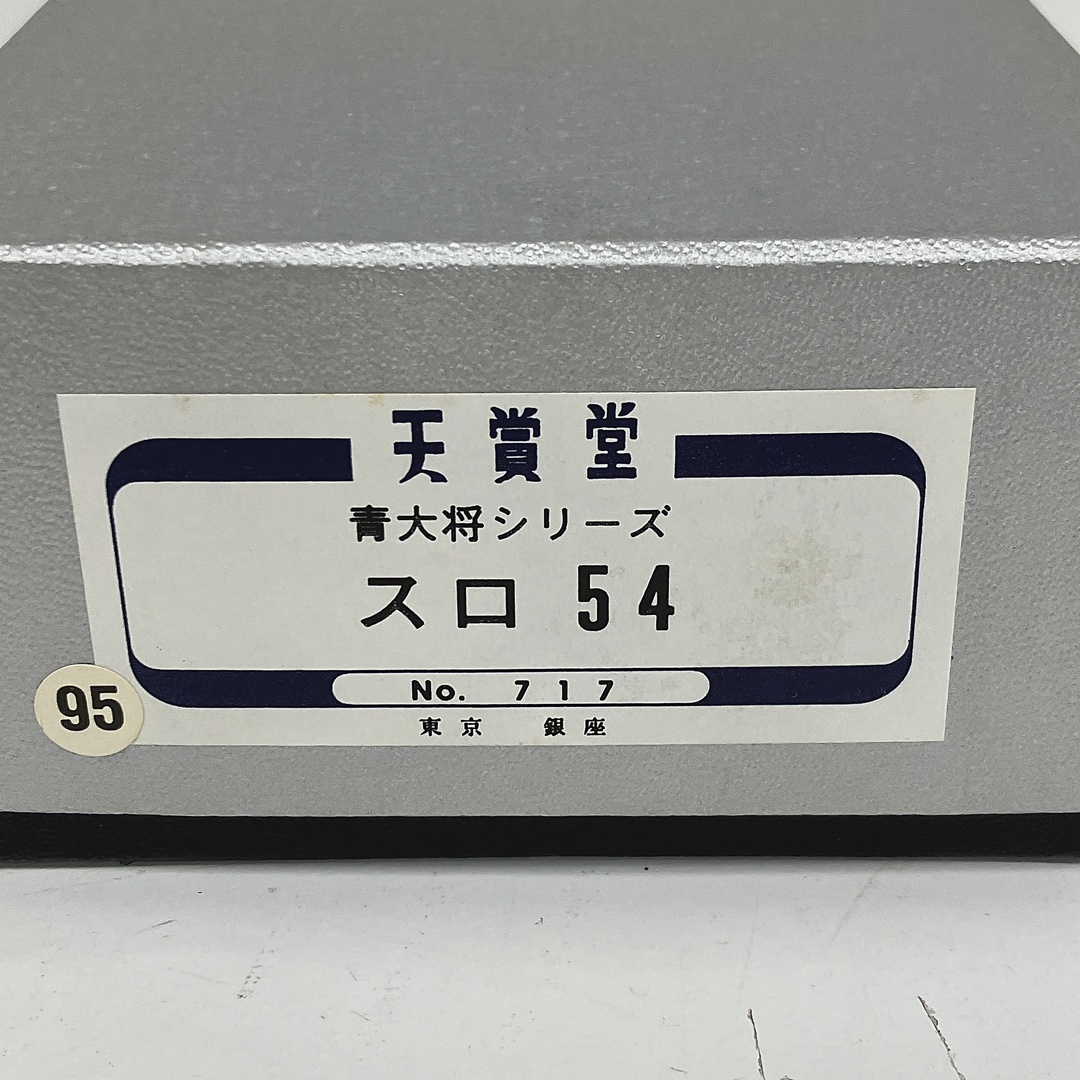 天賞堂
青大将シリーズ
スロ 54
No. 717
東京 銀座
95